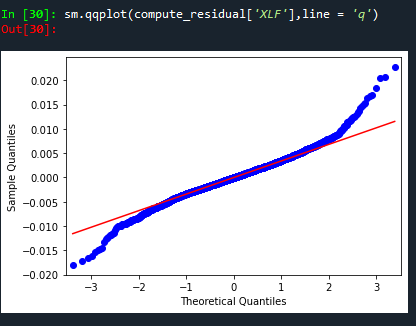 In [30]: sm.qqplot(compute_residual['XLF'],line = 'q')
Out[30]:
0.020
0.015
0.010
0.005
0.000
−0.005
−0.010
−0.015
−0.020
Sample Quantiles
−3 −2 −1 0 1 2 3
Theoretical Quantiles